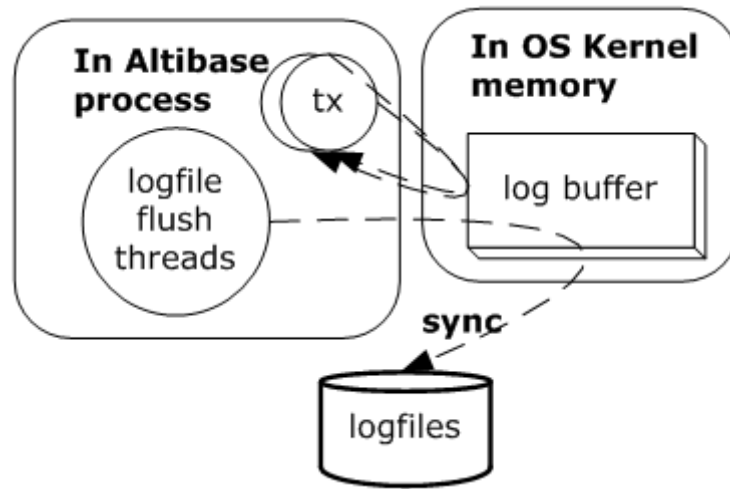 In Altibase
process
tx
logfile
flush
threads
In OS Kernel
memory
log buffer
sync
logfiles